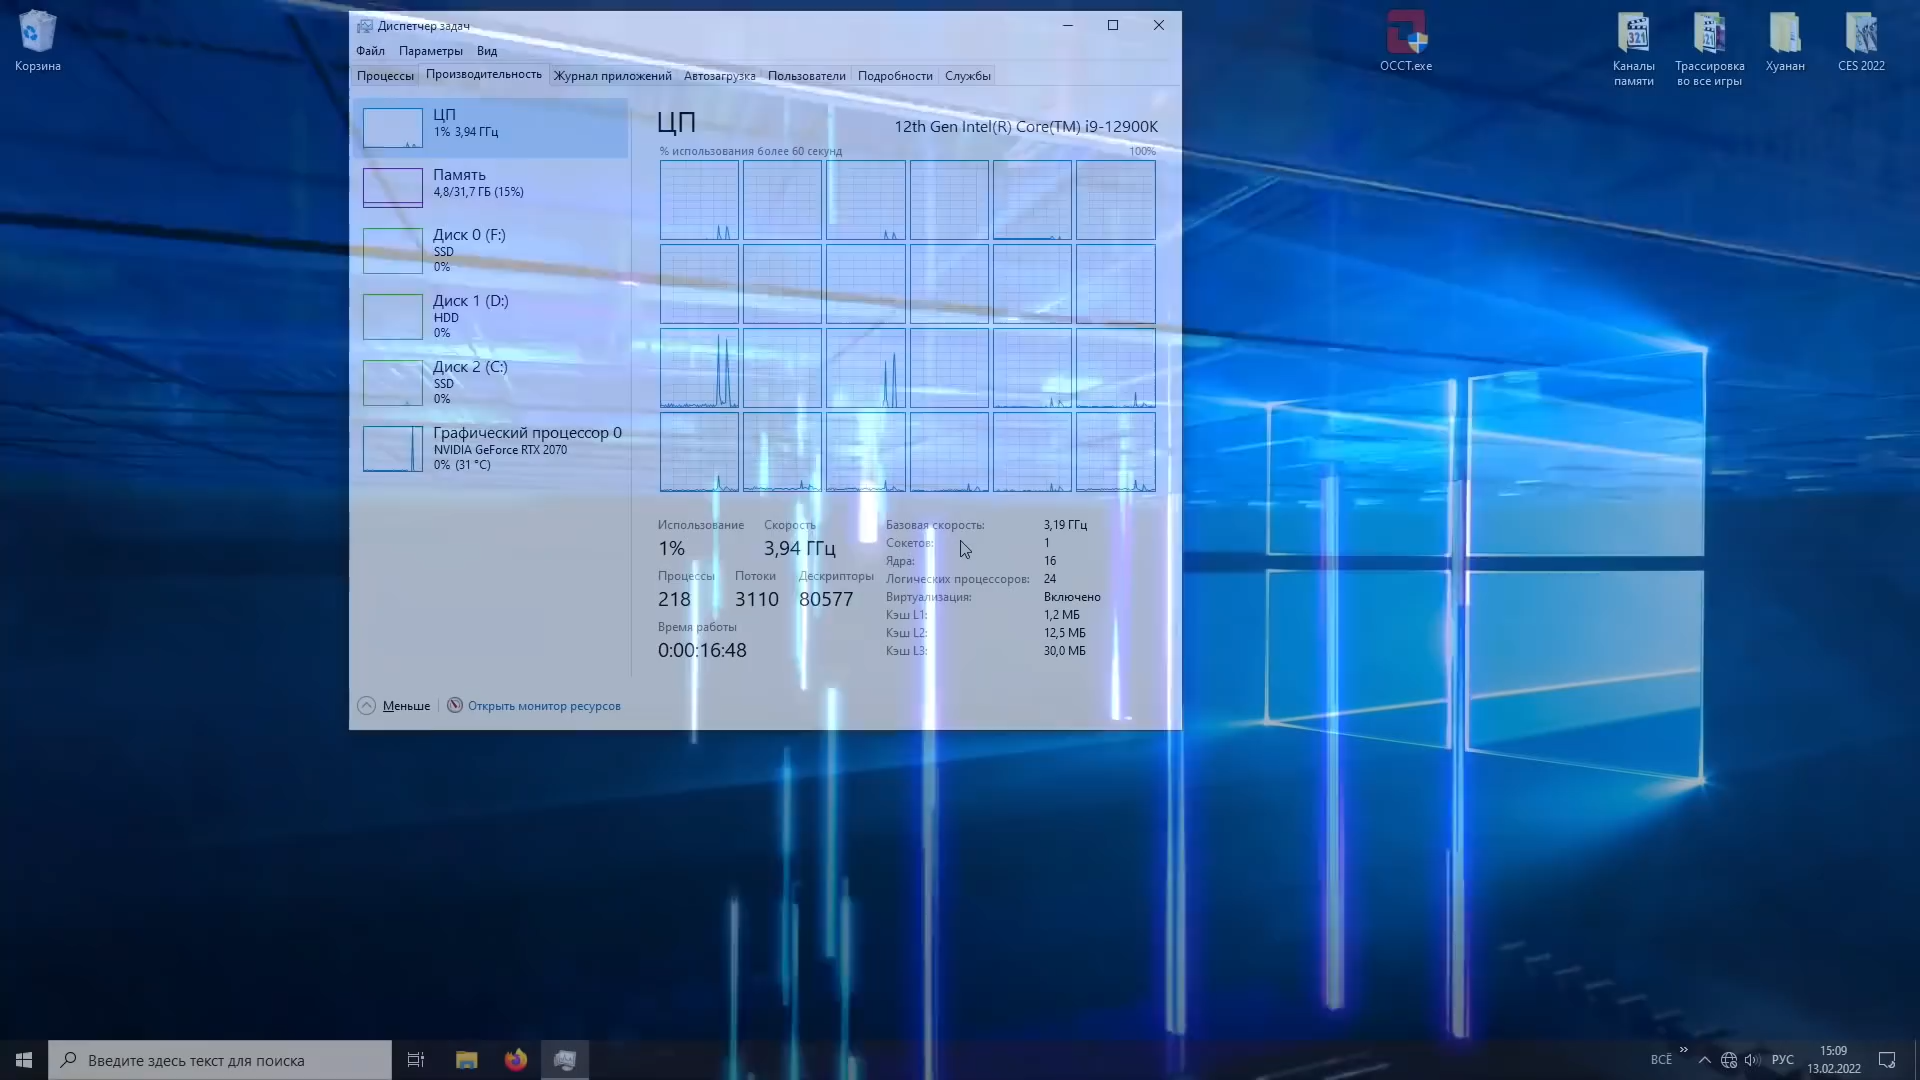 Корзина
Диспетчер задач
Файл Параметры Вид
Процессы Производительность Журнал приложений Автозагрузка Пользователи Подробности Службы
ЦП
1% 3,94 ГГц
Память
4,8/31,7 ГБ (15%)
Диск 0 (F:)
SSD
0%
Диск 1 (D:)
HDD
0%
Диск 2 (C:)
SSD
0%
Графический процессор 0
NVIDIA GeForce RTX 2070
0% (31 °C)
ЦП
12th Gen Intel(R) Core(TM) i9-12900K
% использования более 60 секунд
100%
Использование Скорость
1% 3,94 ГГц
Процессы Потоки Дескрипторы
218 3110 80577
Время работы
0:00:16:48
Базовая скорость: 3,19 ГГц
Сокетов: 1
Ядра: 16
Логических процессоров: 24
Виртуализация: Включено
Кэш L1: 1,2 МБ
Кэш L2: 12,5 МБ
Кэш L3: 30,0 МБ
Меньше
Открыть монитор ресурсов
OCCT.exe
Каналы
памяти
Трассировка
во все игры
Хуанан
CES 2022
Введите здесь текст для поиска
ВСЁ
РУС
15:09
13.02.2022